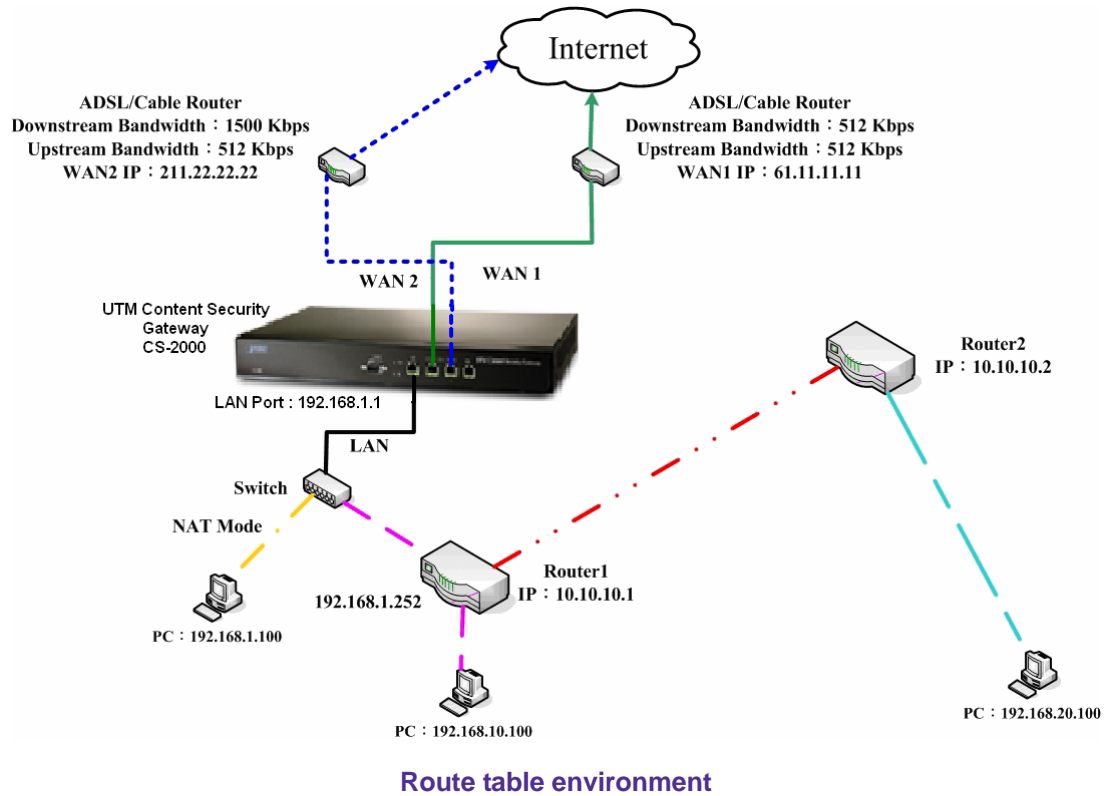 Internet
ADSL/Cable Router
Downstream Bandwidth：1500 Kbps
Upstream Bandwidth：512 Kbps
WAN2 IP：211.22.22.22
ADSL/Cable Router
Downstream Bandwidth：512 Kbps
Upstream Bandwidth：512 Kbps
WAN1 IP：61.11.11.11
WAN 2
WAN 1
UTM Content Security
Gateway
CS-2000
LAN Port : 192.168.1.1
LAN
Switch
NAT Mode
PC：192.168.1.100
192.168.1.252
Router1
IP：10.10.10.1
PC：192.168.10.100
Router2
IP：10.10.10.2
PC：192.168.20.100
Route table environment